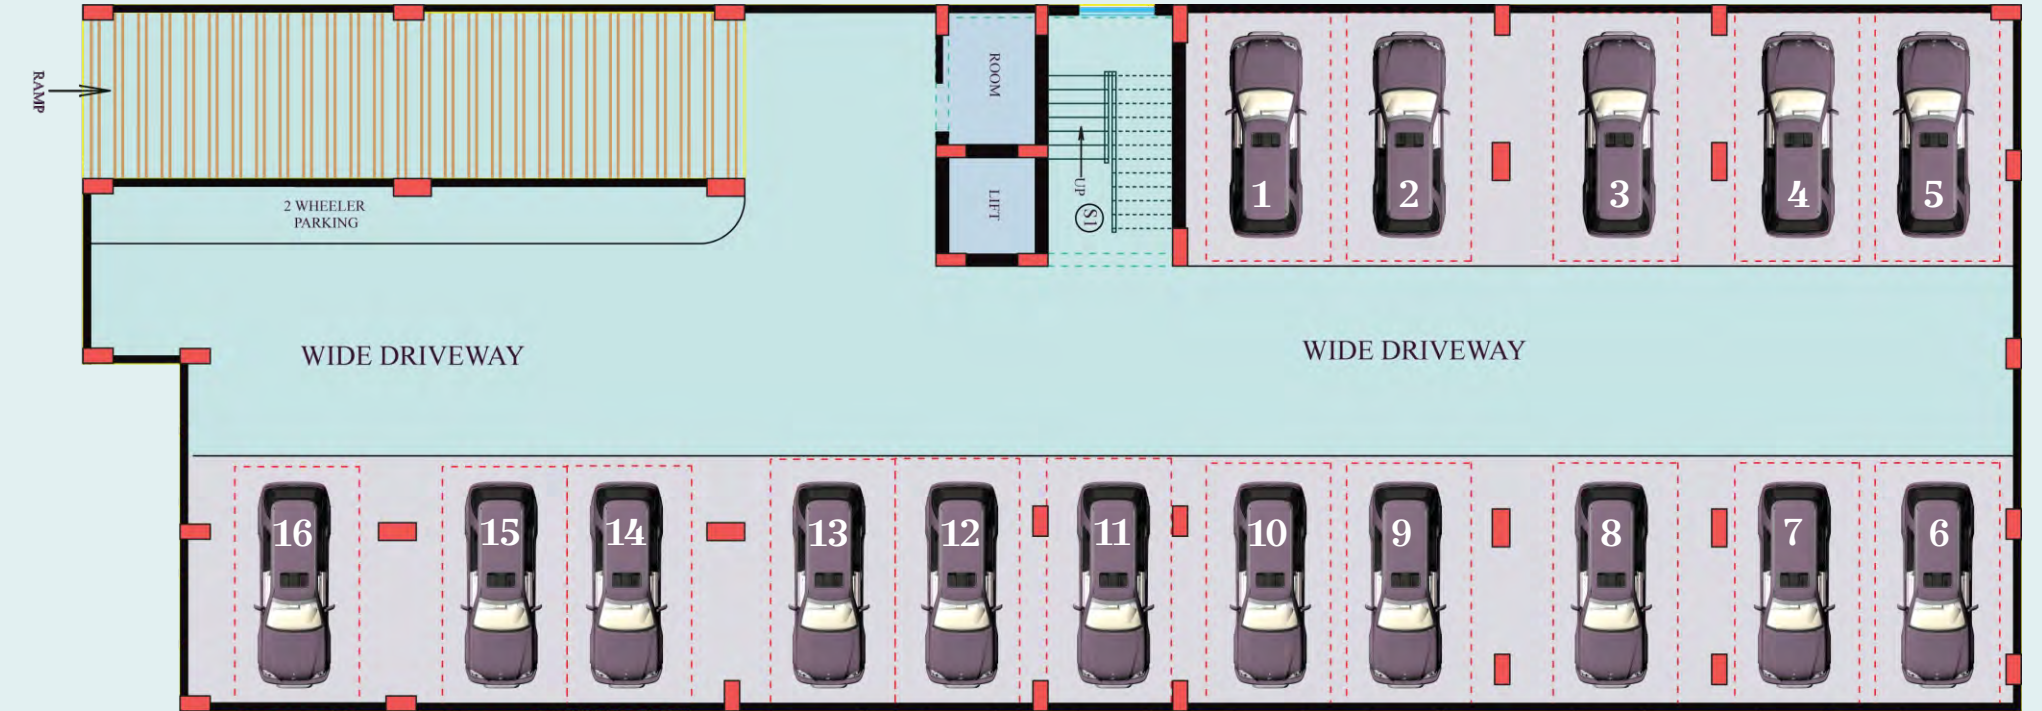 RAMP
2 WHEELER
PARKING
ROOM
LIFT
UP
S1
1
2
3
4
5
WIDE DRIVEWAY
WIDE DRIVEWAY
16
15
14
13
12
11
10
9
8
7
6